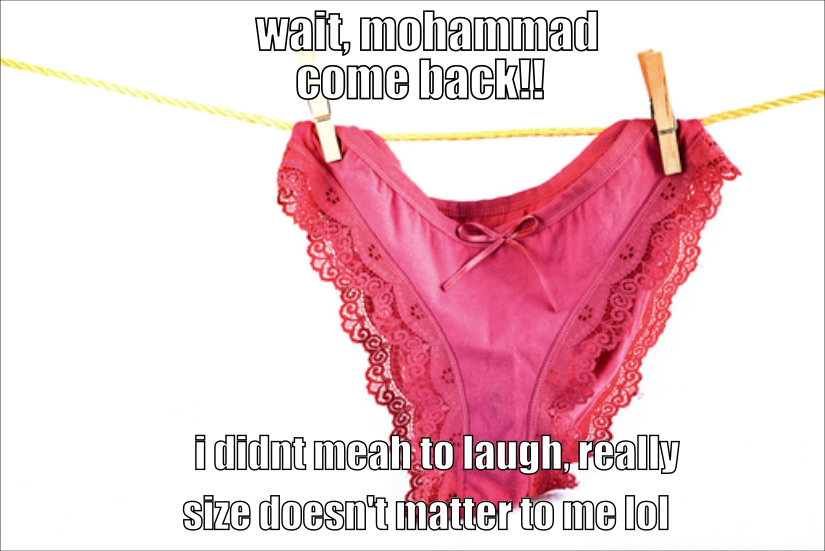 wait, mohammad
come back!!
i didnt meah to laugh, really
size doesn't matter to me lol